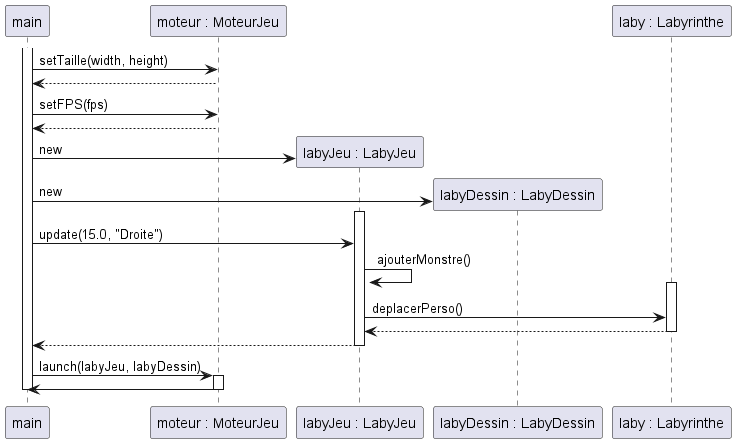 main
moteur : MoteurJeu
laby : Labyrinthe
setTaille(width, height)
setFPS(fps)
new
labyJeu : LabyJeu
new
labyDessin : LabyDessin
update(15.0, "Droite")
ajouterMonstre()
deplacerPerso()
launch(labyJeu, labyDessin)
main
moteur : MoteurJeu
labyJeu : LabyJeu
labyDessin : LabyDessin
laby : Labyrinthe